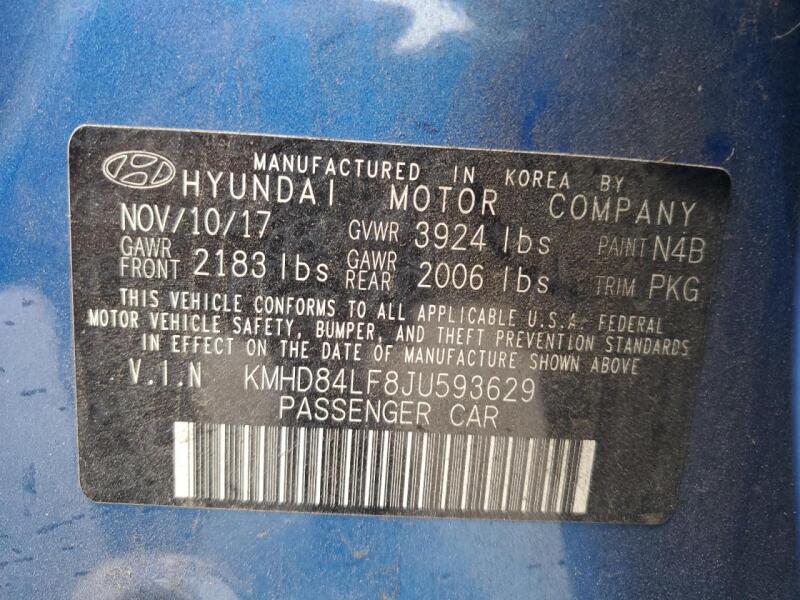 MANUFACTURED IN KOREA BY
HYUNDAI MOTOR COMPANY
NOV/10/17 GVWR 3924 lbs PAINT N4B
GAWR FRONT 2183 lbs GAWR REAR 2006 lbs TRIM PKG
THIS VEHICLE CONFORMS TO ALL APPLICABLE U.S.A. FEDERAL
MOTOR VEHICLE SAFETY, BUMPER, AND THEFT PREVENTION STANDARDS
IN EFFECT ON THE DATE OF MANUFACTURE SHOWN ABOVE
V.I.N KMHD84LF8JU593629
PASSENGER CAR